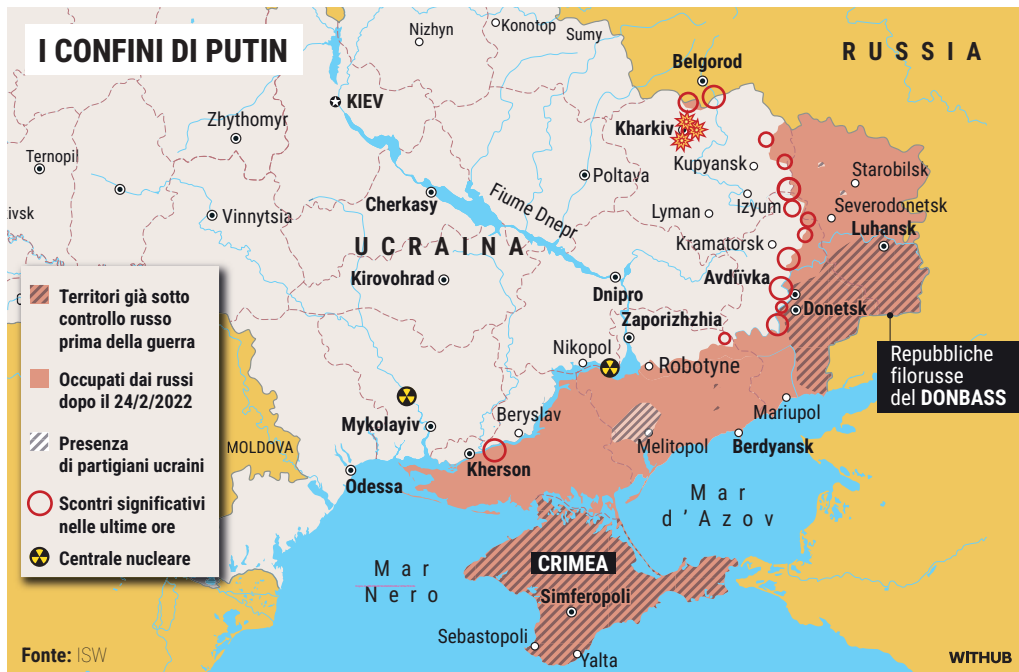 I CONFINI DI PUTIN
Nizhyn
Konotop
Sumy
RUSSIA
Belgorod
KIEV
Zhythomyr
Kharkiv
Ternopil
Kupyansk
Starobilsk
Poltava
ivsk
Vinnytsia
Cherkasy
Fiume Dnepr
Lyman
Izyum
Severodonetsk
Kramatorsk
Luhansk
UCRAINA
Kirovohrad
Dnipro
Avdiïvka
Donetsk
Zaporizhzhia
Nikopol
Robotyne
Repubbliche
filorusse
del DONBASS
Mariupol
Beryslav
Mykolayiv
Melitopol
Berdyansk
MOLDOVA
Kherson
Odessa
Mar
d'Azov
CRIMEA
Mar
Nero
Simferopoli
Sebastopoli
Yalta
Territori già sotto
controllo russo
prima della guerra
Occupati dai russi
dopo il 24/2/2022
Presenza
di partigiani ucraini
Scontri significativi
nelle ultime ore
Centrale nucleare
Fonte: ISW
WITHUB